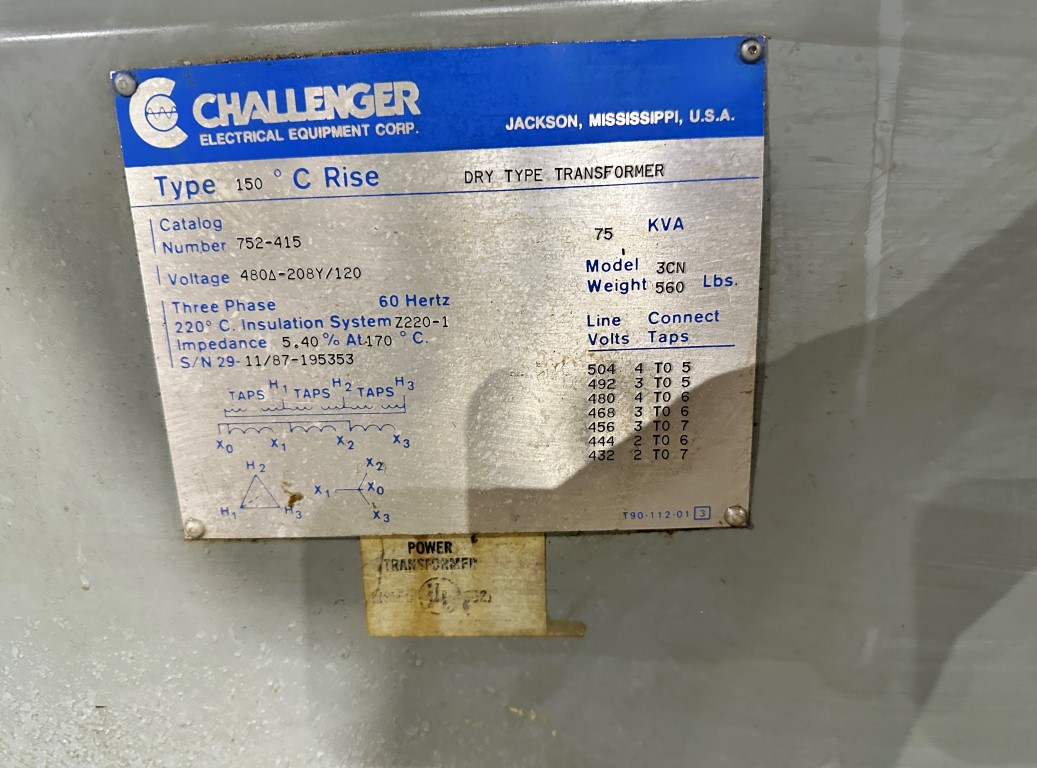 CHALLENGER
ELECTRICAL EQUIPMENT CORP.
JACKSON, MISSISSIPPI, U.S.A.
Type 150 ° C Rise DRY TYPE TRANSFORMER
Catalog
Number 752-415
75 KVA
Voltage 480Δ-208Y/120
Model 3CN
Weight 560 Lbs.
Three Phase 60 Hertz
220° C. Insulation System Z220-1
Impedance 5.40 % At 170 ° C.
S/N 29-11/87-195353
Line Connect
Volts Taps
504 4 TO 5
492 3 TO 5
480 4 TO 6
468 3 TO 6
456 3 TO 7
444 2 TO 6
432 2 TO 7
TAPS H1 TAPS H2 TAPS H3
X0 X1 X2 X3
H2
H1 H3
X2
X1 X0
X3
T90-112-01 3
POWER
TRANSFORMER
UL